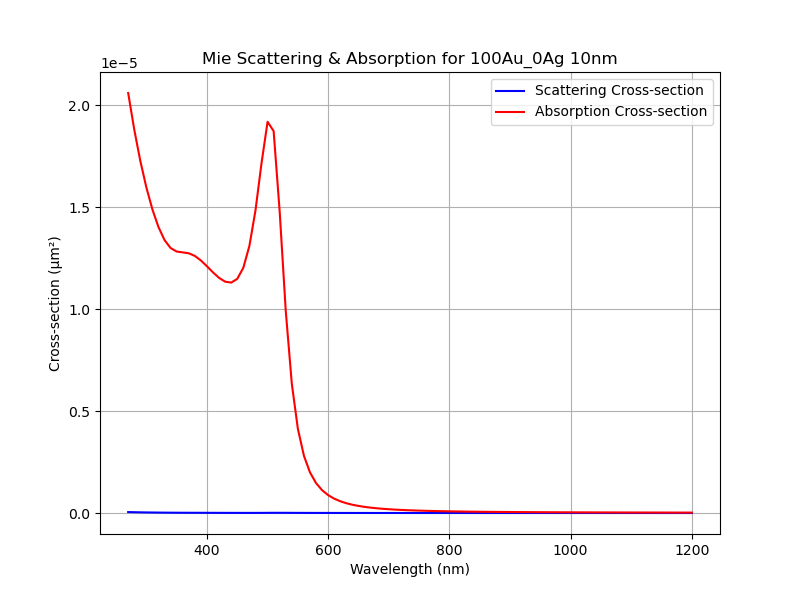 Mie Scattering & Absorption for 100Au_0Ag 10nm
1e−5
Scattering Cross-section
Absorption Cross-section
2.0
1.5
1.0
0.5
0.0
Cross-section (μm²)
400 600 800 1000 1200
Wavelength (nm)